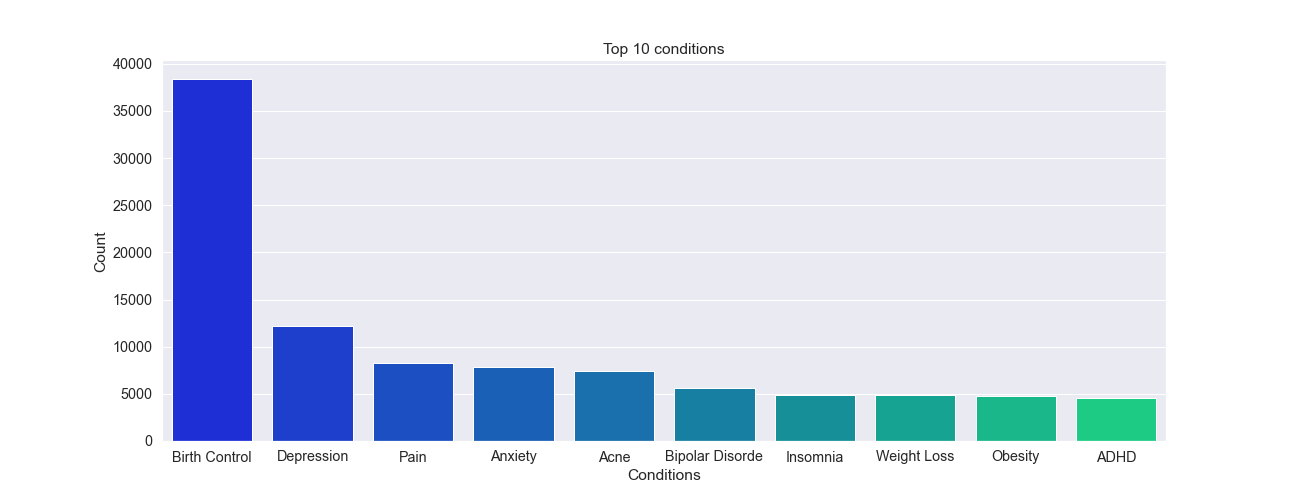 Top 10 conditions
40000
35000
30000
25000
20000
15000
10000
5000
0
Count
Birth Control Depression Pain Anxiety Acne Bipolar Disorde Insomnia Weight Loss Obesity ADHD
Conditions